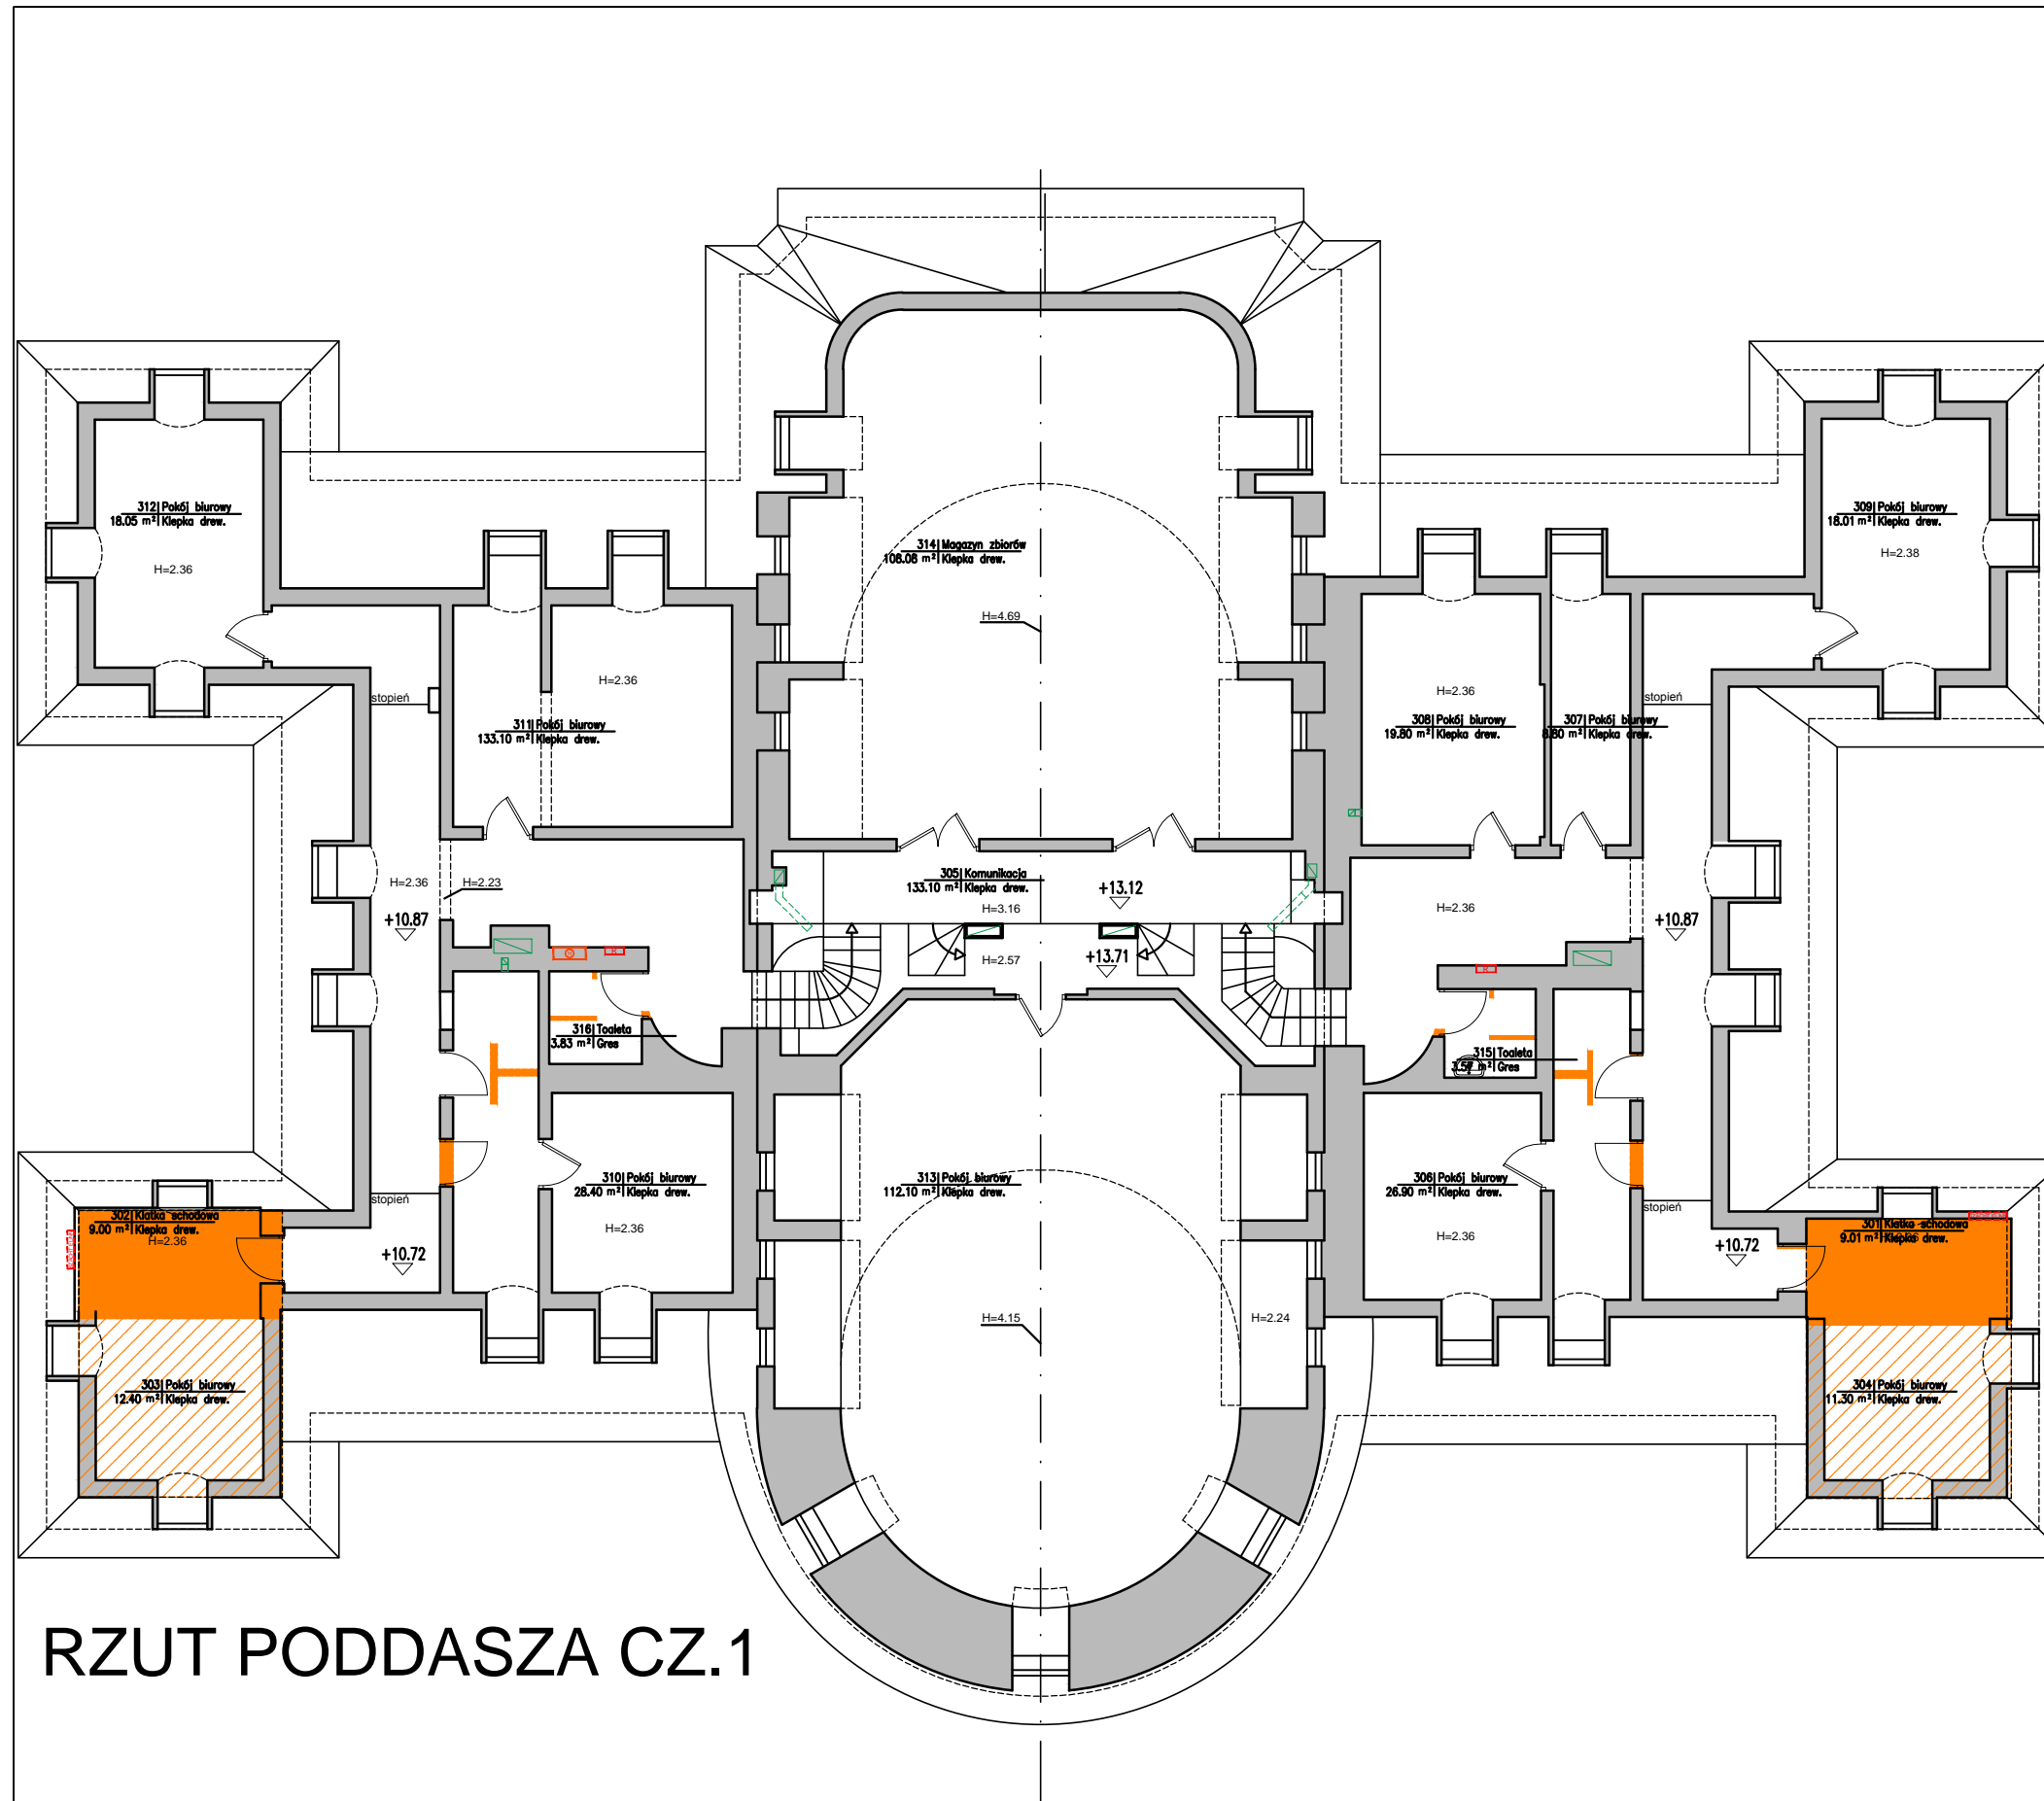 312 Pokój biurowy
18.05 m² Klepka drew.
H=2.36
309 Pokój biurowy
18.01 m² Klepka drew.
H=2.38
314 Magazyn zbiorów
108.08 m² Klepka drew.
H=4.69
stopień
H=2.36
311 Pokój biurowy
133.10 m² Klepka drew.
H=2.36
308 Pokój biurowy
19.80 m² Klepka drew.
307 Pokój biurowy
8.80 m² Klepka drew.
stopień
H=2.36
H=2.23
+10.87
305 Komunikacja
133.10 m² Klepka drew.
H=3.16
+13.12
H=2.57
+13.71
H=2.36
+10.87
316 Toaleta
3.83 m² Gres
315 Toaleta
3.57 m² Gres
310 Pokój biurowy
28.40 m² Klepka drew.
H=2.36
313 Pokój biurowy
112.10 m² Klepka drew.
306 Pokój biurowy
26.90 m² Klepka drew.
H=2.36
stopień
stopień
302 Klatka schodowa
9.00 m² Klepka drew.
H=2.36
+10.72
+10.72
301 Klatka schodowa
9.01 m² Klepka drew.
H=4.15
H=2.24
303 Pokój biurowy
12.40 m² Klepka drew.
304 Pokój biurowy
11.30 m² Klepka drew.
RZUT PODDASZA CZ.1